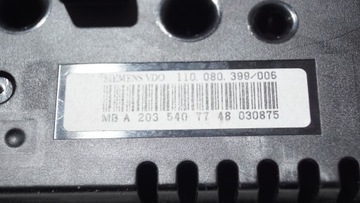 SIEMENS VDO 110.080.399/006
MB A 203 540 77 48 030875